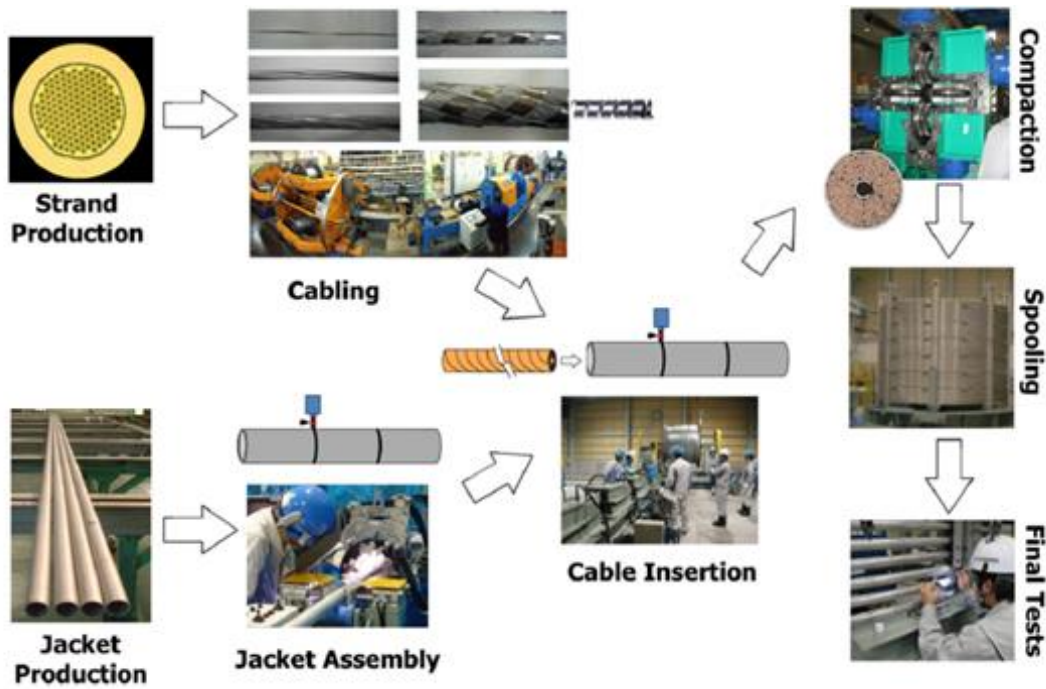 Strand
Production
Cabling
Jacket
Production
Jacket Assembly
Cable Insertion
Compaction
Spooling
Final Tests